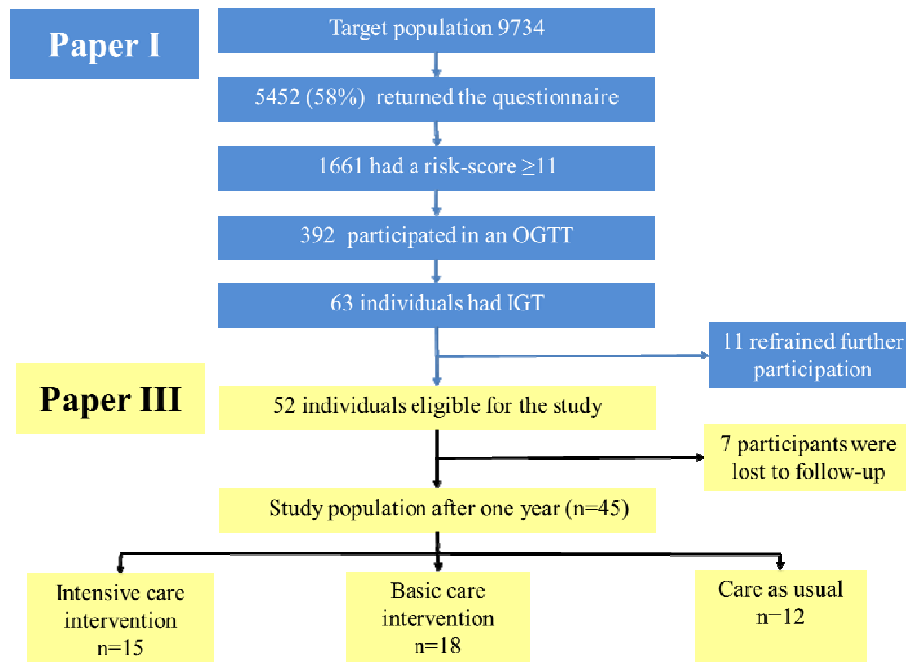 Paper I
Target population 9734
5452 (58%) returned the questionnaire
1661 had a risk-score ≥11
392 participated in an OGTT
63 individuals had IGT
11 refrained further
participation
Paper III
52 individuals eligible for the study
7 participants were
lost to follow-up
Study population after one year (n=45)
Intensive care
intervention
n=15
Basic care
intervention
n=18
Care as usual
n=12